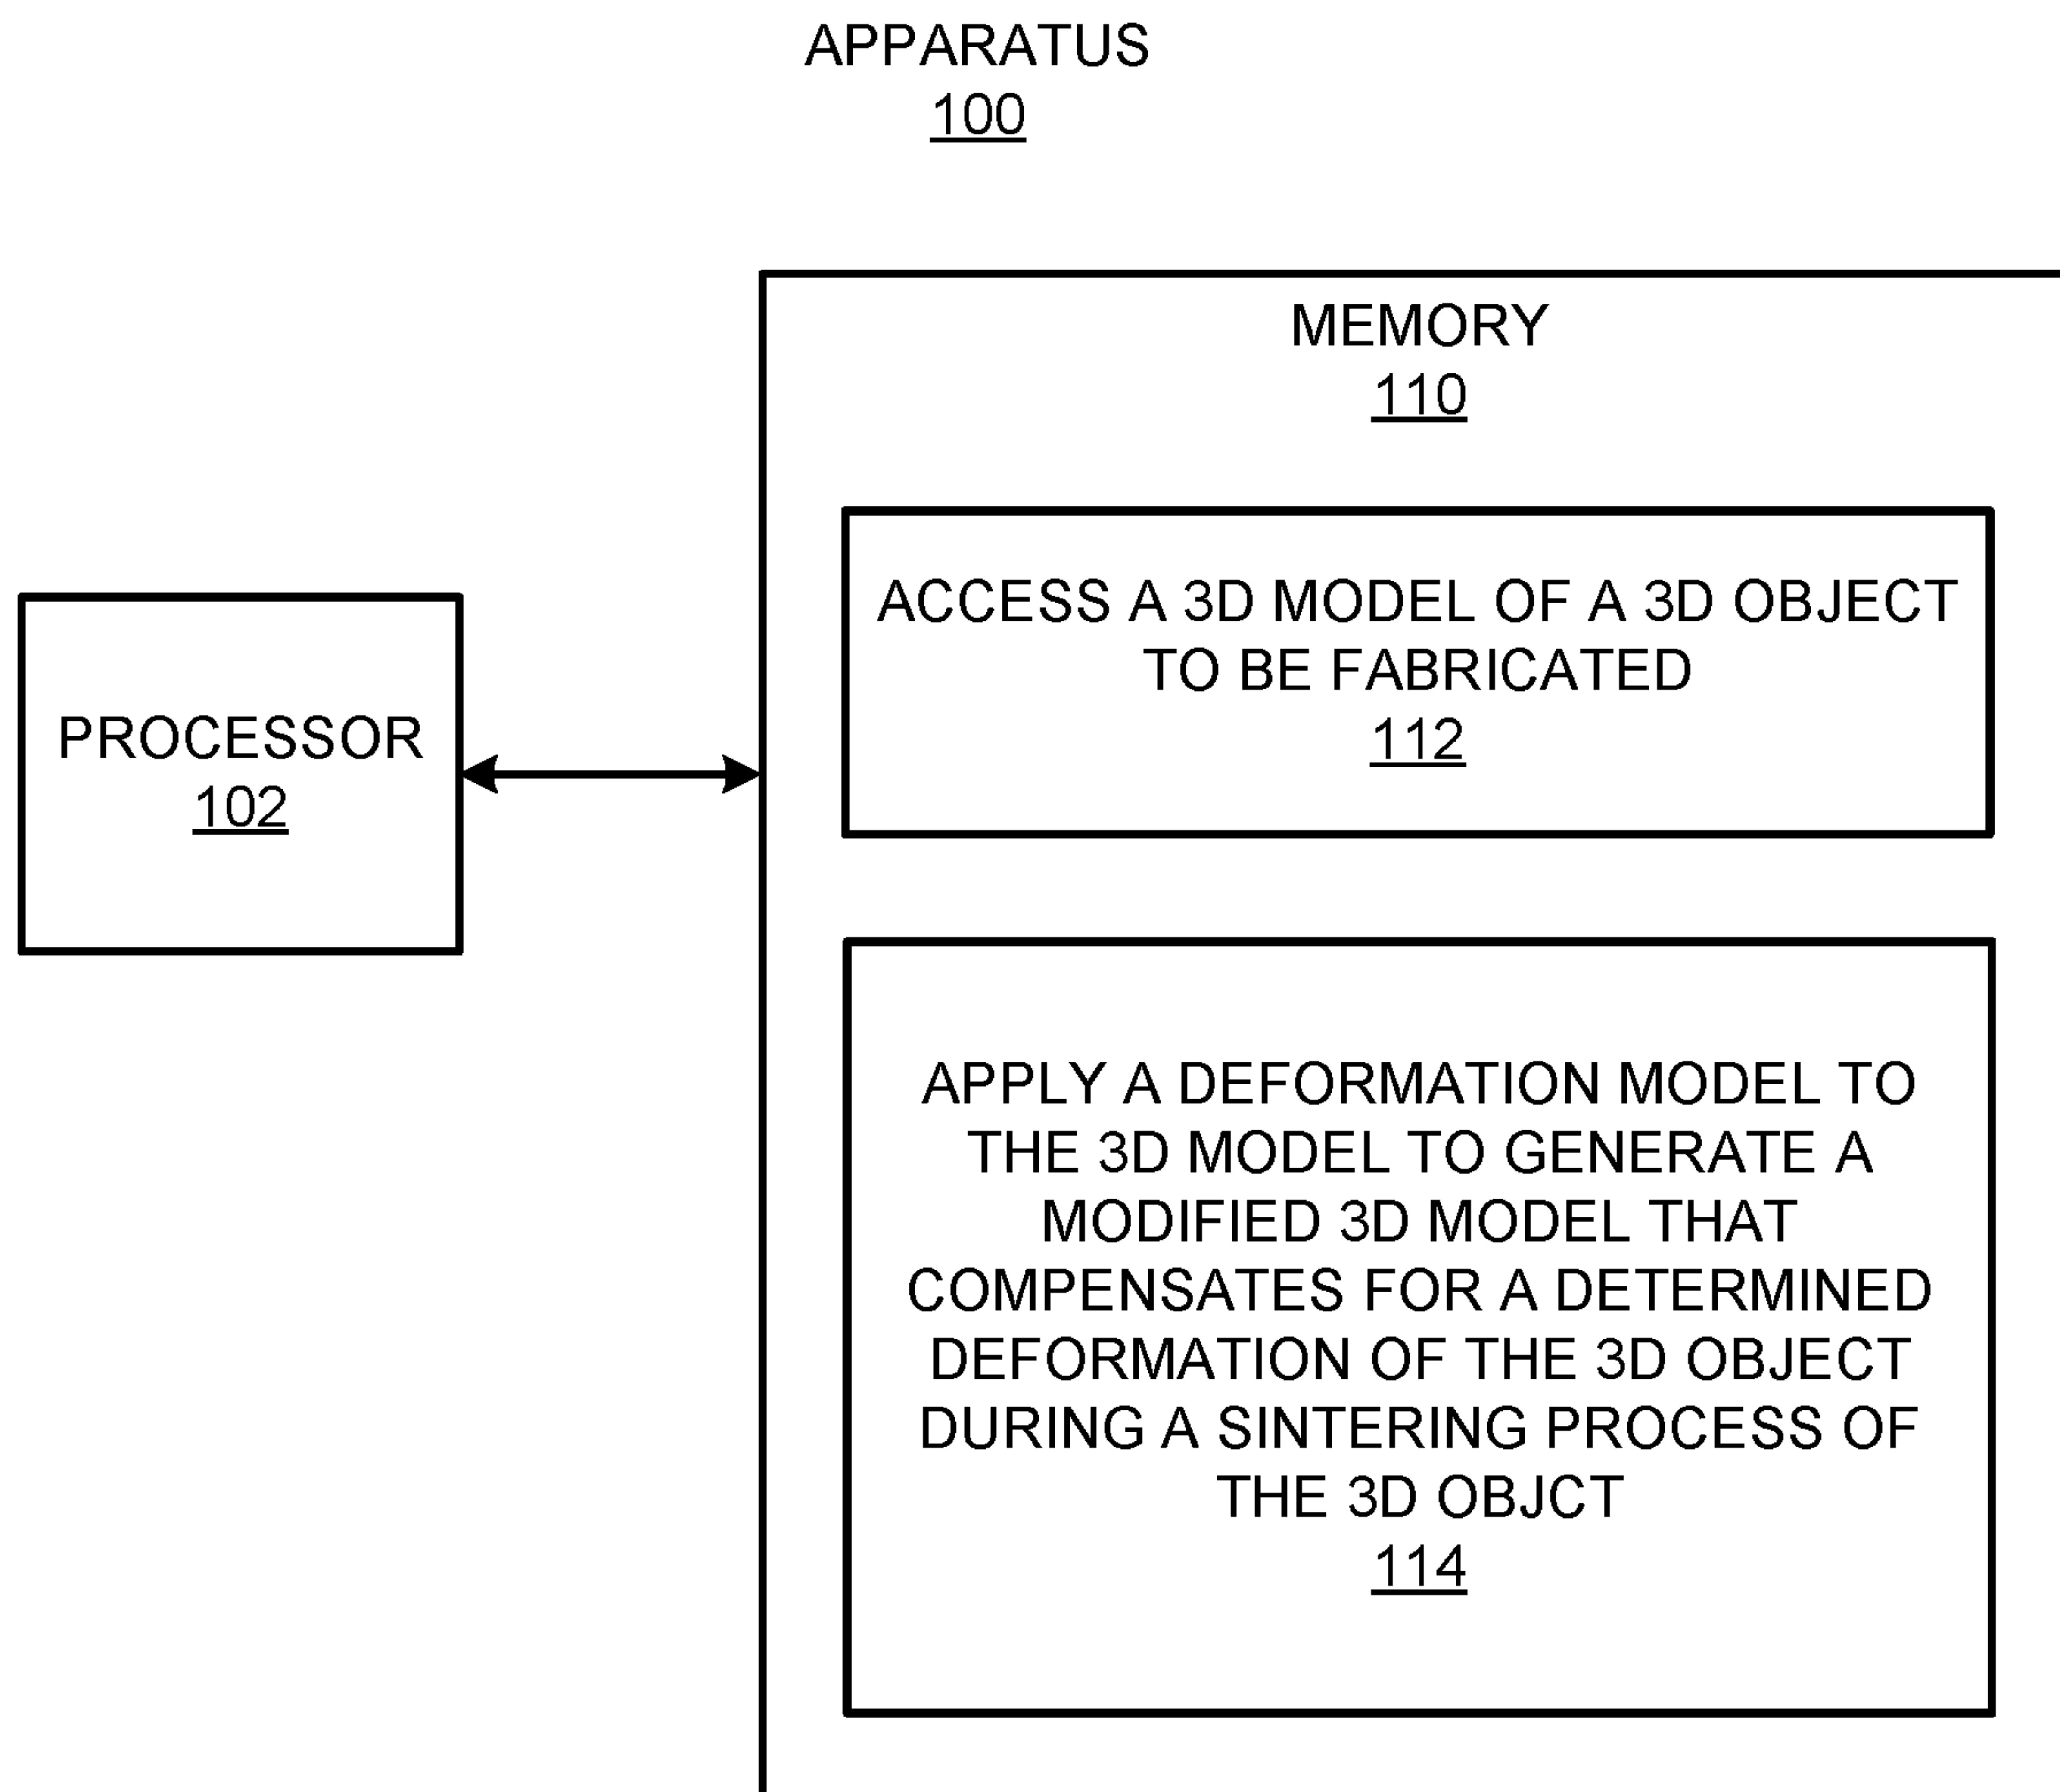 APPARATUS
100
MEMORY
110
ACCESS A 3D MODEL OF A 3D OBJECT
TO BE FABRICATED
112
PROCESSOR
102
APPLY A DEFORMATION MODEL TO
THE 3D MODEL TO GENERATE A
MODIFIED 3D MODEL THAT
COMPENSATES FOR A DETERMINED
DEFORMATION OF THE 3D OBJECT
DURING A SINTERING PROCESS OF
THE 3D OBJCT
114